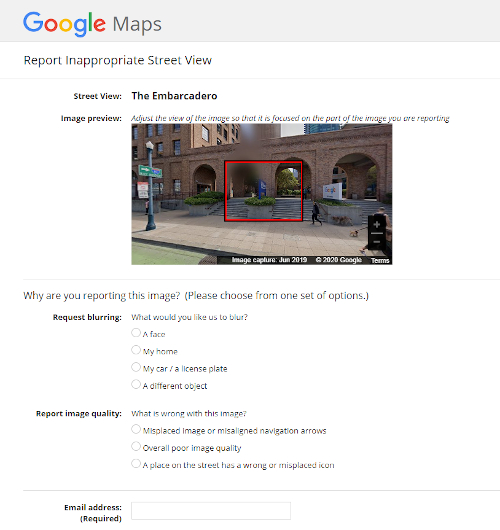 Google Maps
Report Inappropriate Street View
Street View: The Embarcadero
Image preview: Adjust the view of the image so that it is focused on the part of the image you are reporting
Google
+
−
Image capture: Jun 2019 © 2020 Google Terms
Why are you reporting this image? (Please choose from one set of options.)
Request blurring: What would you like us to blur?
A face
My home
My car / a license plate
A different object
Report image quality: What is wrong with this image?
Misplaced image or misaligned navigation arrows
Overall poor image quality
A place on the street has a wrong or misplaced icon
Email address:
(Required)